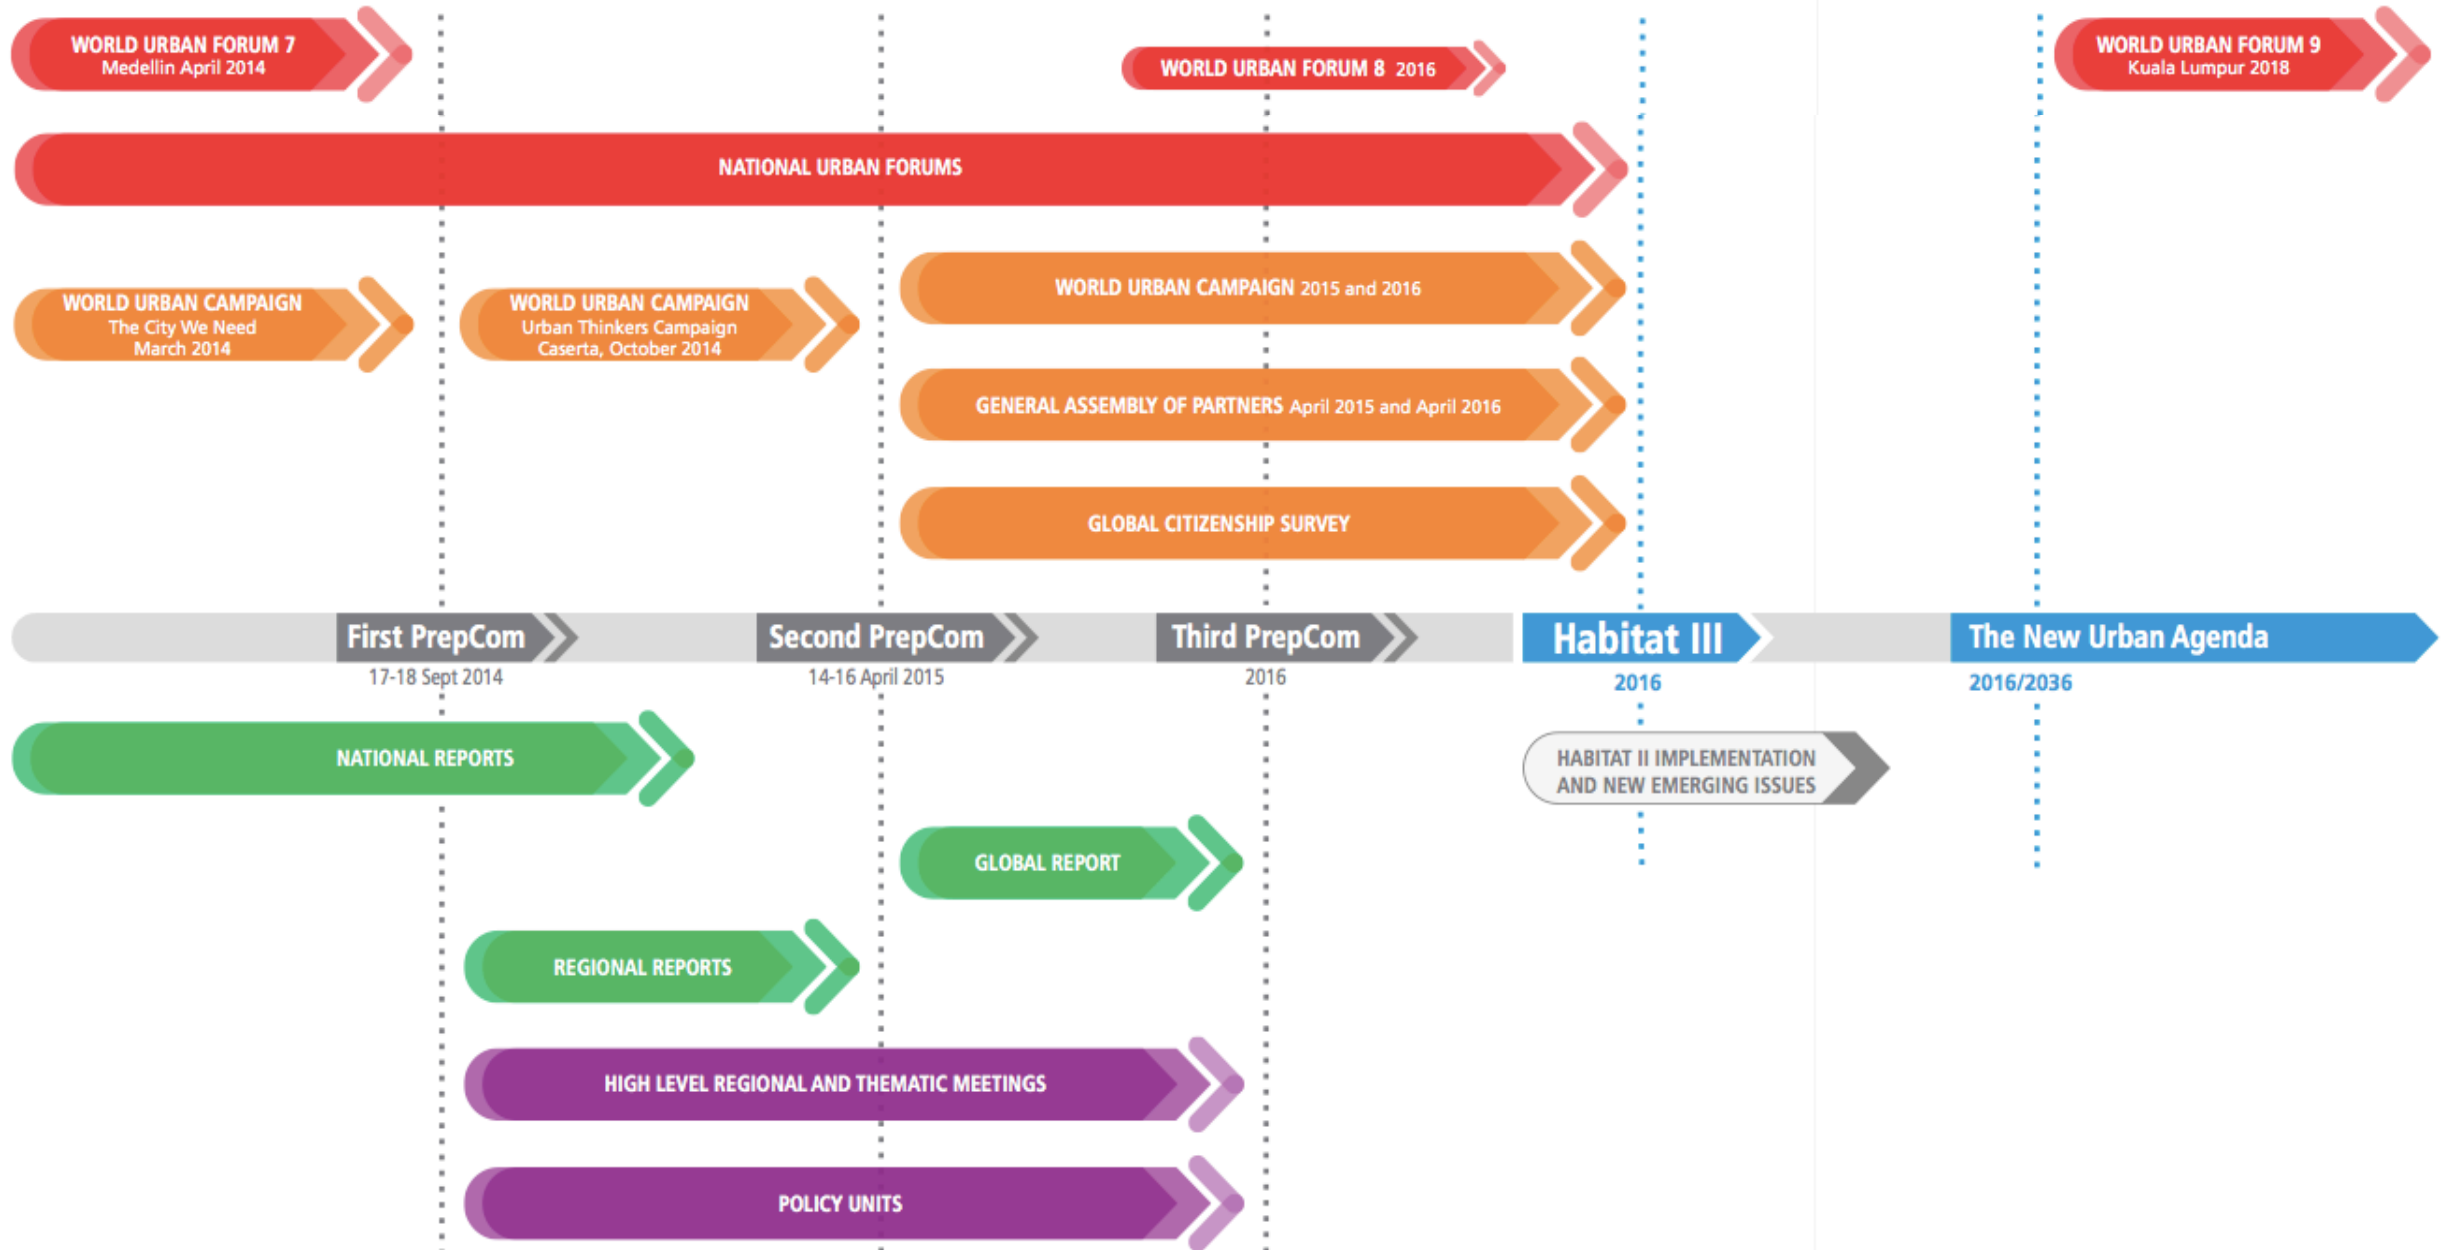 WORLD URBAN FORUM 7
Medellin April 2014
WORLD URBAN FORUM 8 2016
WORLD URBAN FORUM 9
Kuala Lumpur 2018
NATIONAL URBAN FORUMS
WORLD URBAN CAMPAIGN
The City We Need
March 2014
WORLD URBAN CAMPAIGN
Urban Thinkers Campaign
Caserta, October 2014
WORLD URBAN CAMPAIGN 2015 and 2016
GENERAL ASSEMBLY OF PARTNERS April 2015 and April 2016
GLOBAL CITIZENSHIP SURVEY
First PrepCom
17-18 Sept 2014
Second PrepCom
14-16 April 2015
Third PrepCom
2016
Habitat III
2016
The New Urban Agenda
2016/2036
NATIONAL REPORTS
HABITAT II IMPLEMENTATION
AND NEW EMERGING ISSUES
GLOBAL REPORT
REGIONAL REPORTS
HIGH LEVEL REGIONAL AND THEMATIC MEETINGS
POLICY UNITS